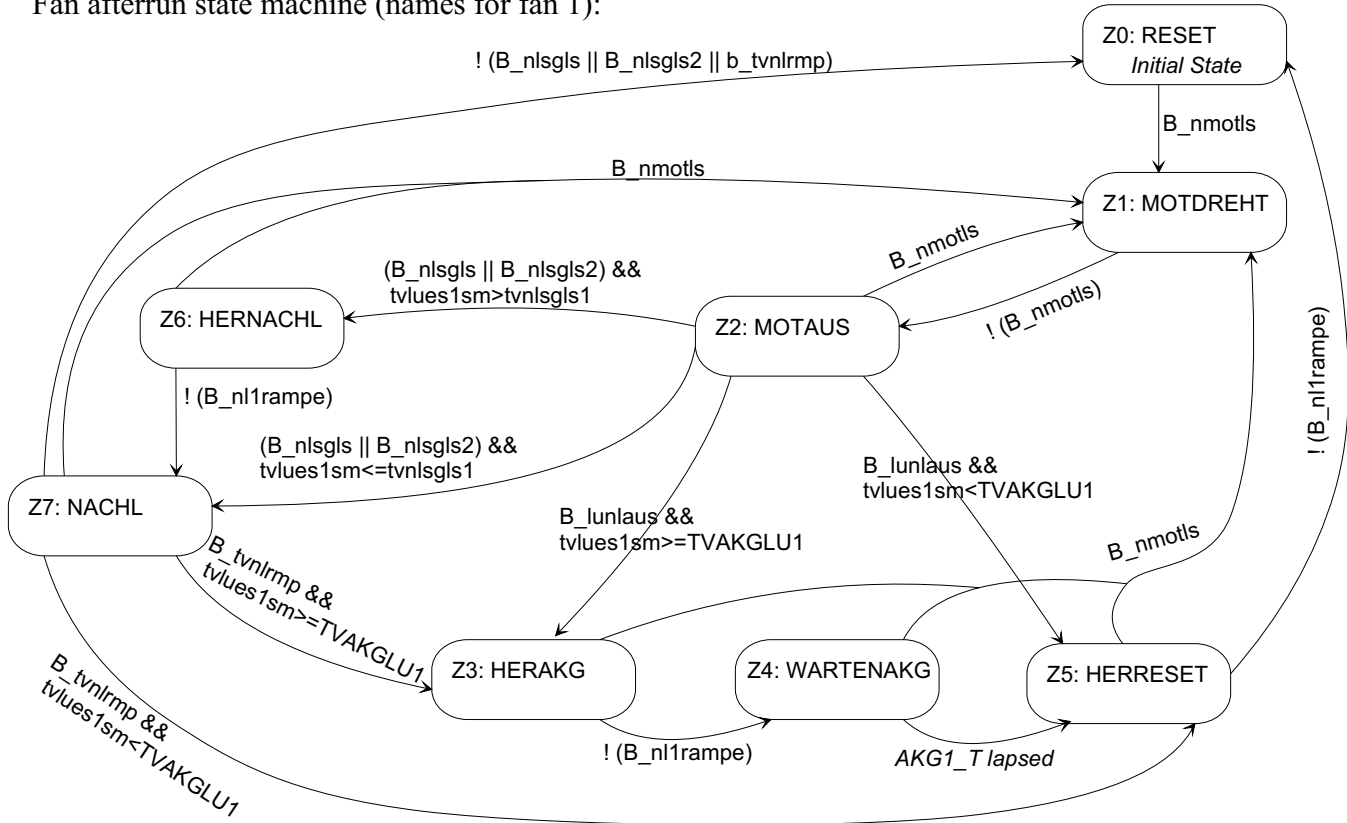 Fan afterrun state machine (names for fan 1):
Z0: RESET
Initial State
! (B_nlsgls || B_nlsgls2 || b_tvnlrmp)
B_nmotls
B_nmotls
Z1: MOTDREHT
B_nmotls
(B_nlsgls || B_nlsgls2) &&
tvlues1sm>tvnlsgls1
Z6: HERNACHL
Z2: MOTAUS
! (B_nmotls)
! (B_nl1rampe)
! (B_nl1rampe)
(B_nlsgls || B_nlsgls2) &&
tvlues1sm<=tvnlsgls1
B_lunlaus &&
tvlues1sm<TVAKGLU1
Z7: NACHL
B_lunlaus &&
tvlues1sm>=TVAKGLU1
B_nmotls
B_tvnlrmp &&
tvlues1sm>=TVAKGLU1
Z3: HERAKG
Z4: WARTENAKG
Z5: HERRESET
B_tvnlrmp &&
tvlues1sm<TVAKGLU1
! (B_nl1rampe)
AKG1_T lapsed